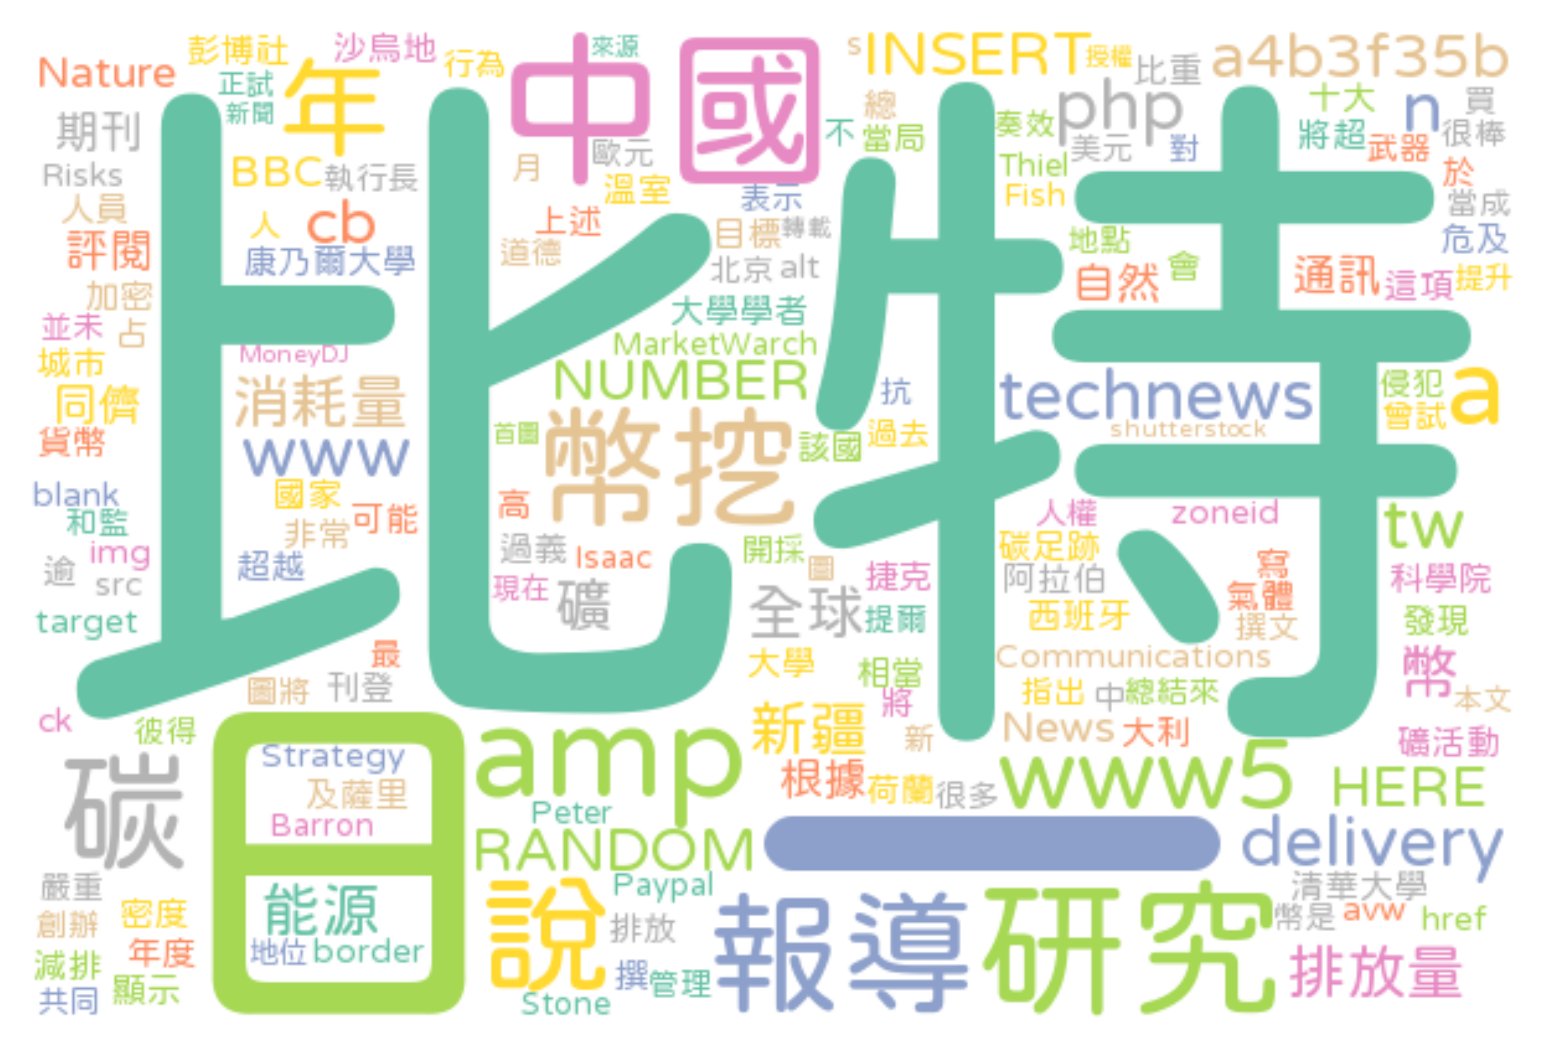 彭博社 沙烏地 來源 s INSERT 授權 a4b3f35b
Nature 正試 年 行為 中國 總 比重 十大 n 買
期刊 新聞 月 歐元 不 當局 奏效 php 美元 對 將超 武器 很棒
Risks BBC 執行長 溫室 表示 Thiel 於
人員 人 cb 上述 目標 轉載 Fish 當成
評閱 康乃爾大學 道德 北京 alt 地點 會 危及
加密 比特 自然 通訊 這項 提升
並未 占 大學學者
城市 MoneyDJ MarketWarch
同儕 消耗量 NUMBER 抗 technews 侵犯 a
貨幣 www 首圖 幣挖 該國 過去 shutterstock 曾試
blank 國家 高 人權 zoneid tw
和監 非常 可能
逾 img 超越 過義 Isaac 開採 碳足跡 寫
src 現在 礦 圖 捷克 阿拉伯 氣體 科學院
target 全球 提爾 西班牙 撰文 發現
最 大學 相當 Communications 幣
圖將 刊登 將 指出 中 總結來 本文
ck 彼得 新疆 新 News 大利 礦活動
碳 日 Strategy amp 根據 荷蘭 很多 www5 HERE
及薩里 Peter
Barron RANDOM 一 delivery
嚴重 能源 說 Paypal 報導 研究 清華大學
創辦 密度 排放 幣是 avw href
減排 年度 地位 border 撰 管理 排放量
共同 顯示 Stone